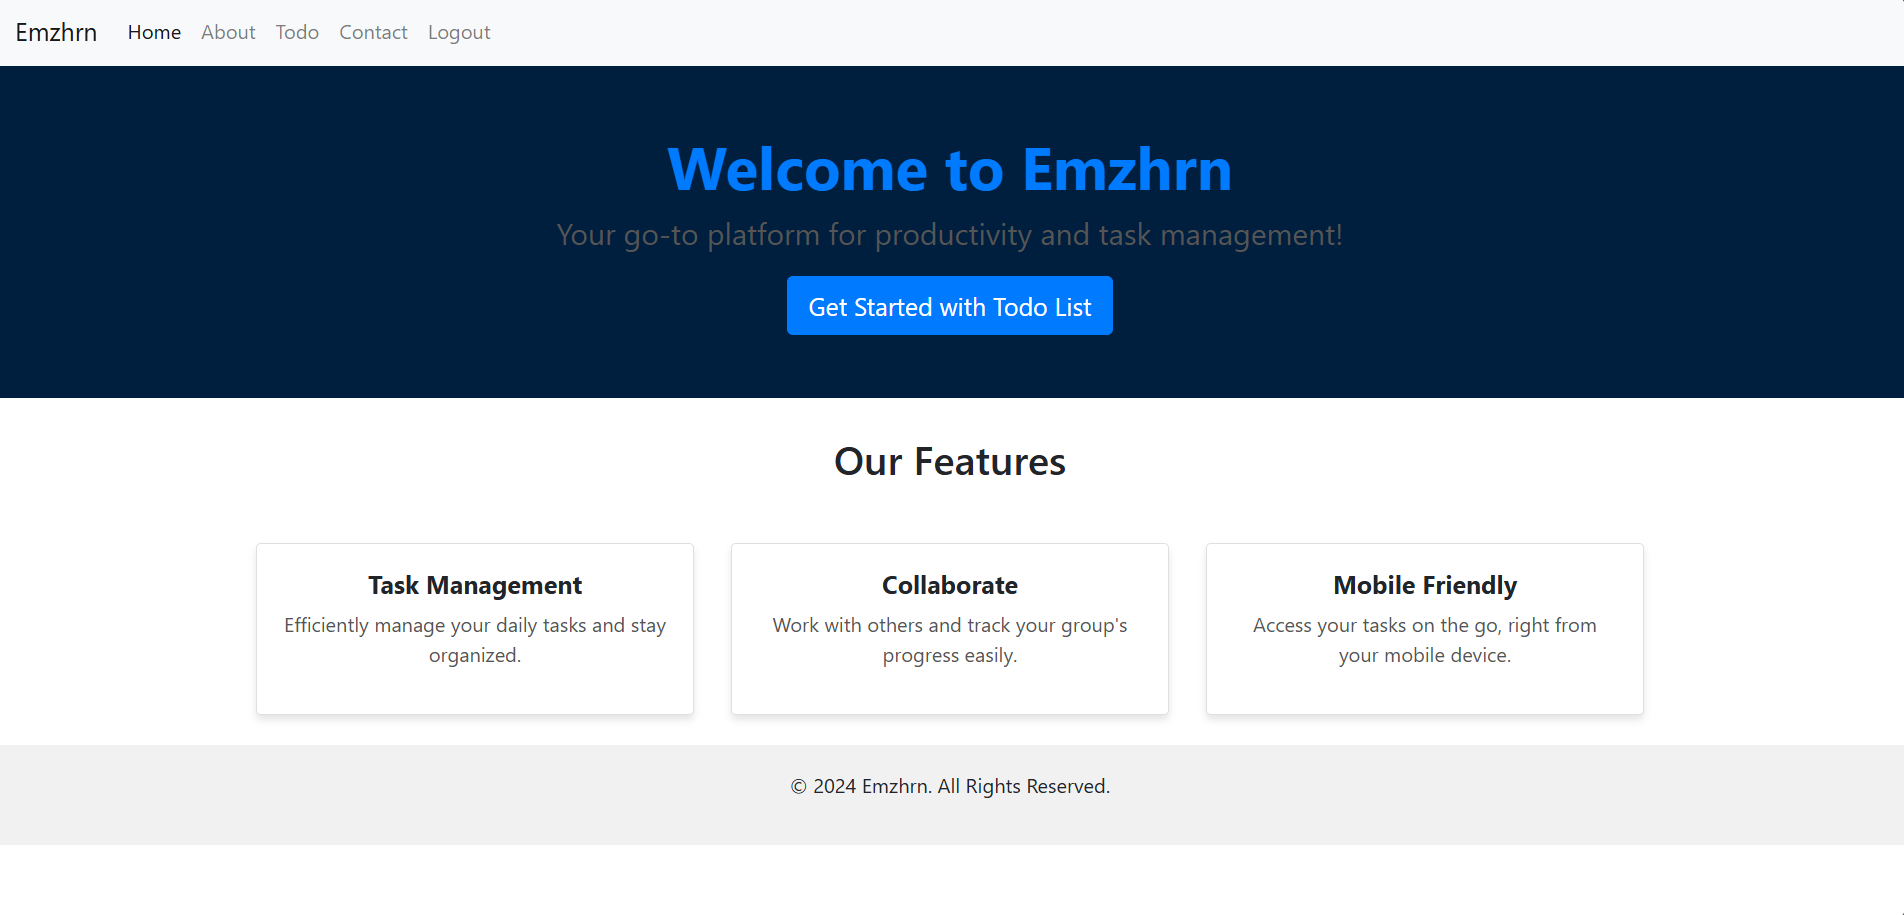 Emzhrn Home About Todo Contact Logout
Welcome to Emzhrn
Your go-to platform for productivity and task management!
Get Started with Todo List
Our Features
Task Management
Efficiently manage your daily tasks and stay
organized.
Collaborate
Work with others and track your group's
progress easily.
Mobile Friendly
Access your tasks on the go, right from
your mobile device.
© 2024 Emzhrn. All Rights Reserved.